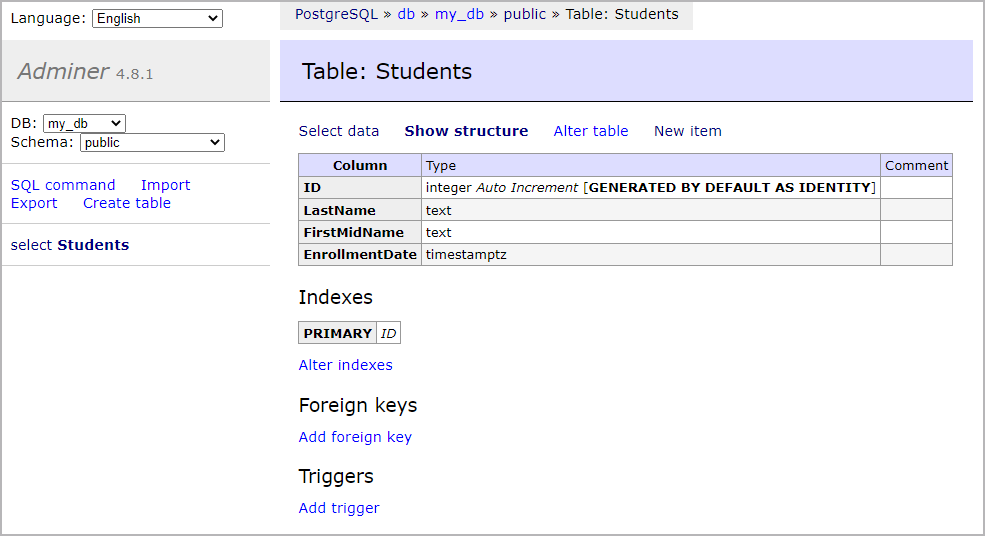 Language: English
PostgreSQL » db » my_db » public » Table: Students
Adminer 4.8.1
Table: Students
DB: my_db
Schema: public
SQL command Import
Export Create table
select Students
Select data Show structure Alter table New item
Column Type Comment
ID integer Auto Increment [GENERATED BY DEFAULT AS IDENTITY]
LastName text
FirstMidName text
EnrollmentDate timestamptz
Indexes
PRIMARY ID
Alter indexes
Foreign keys
Add foreign key
Triggers
Add trigger